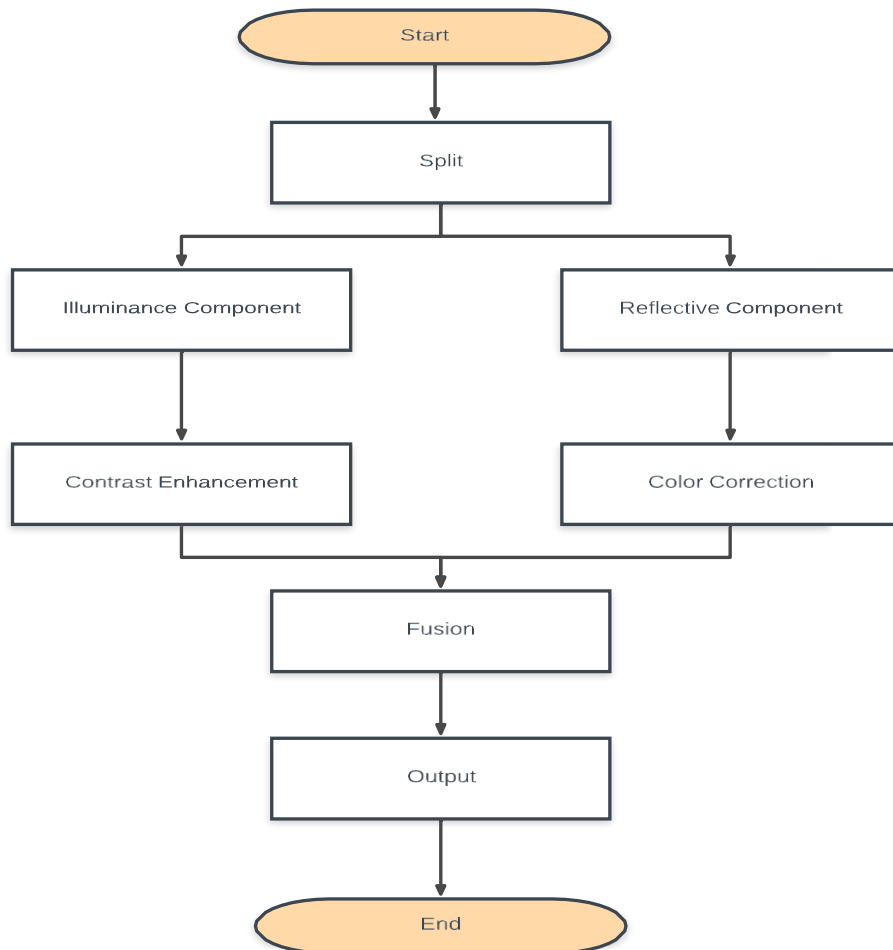 Start
Split
Illuminance Component
Reflective Component
Contrast Enhancement
Color Correction
Fusion
Output
End